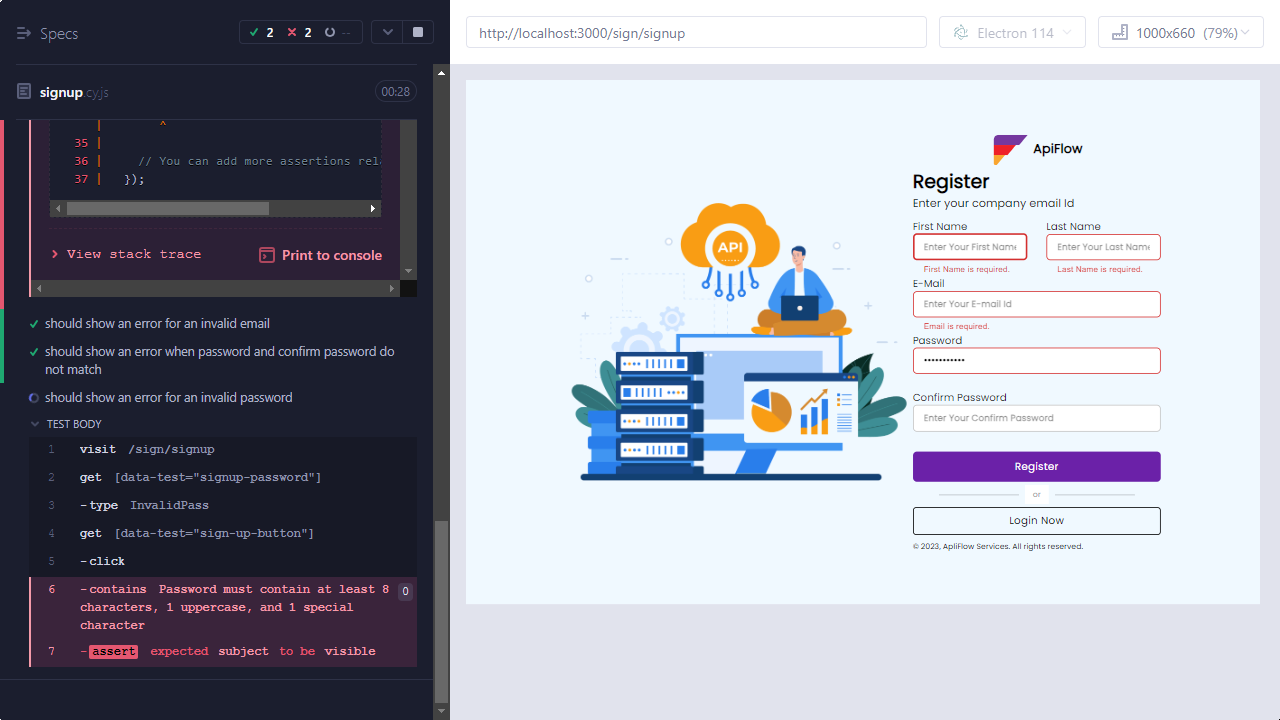 Specs
2 2 --
signup.cy.js
00:28
35
36 // You can add more assertions rel
37 });
View stack trace
Print to console
should show an error for an invalid email
should show an error when password and confirm password do
not match
should show an error for an invalid password
TEST BODY
1 visit /sign/signup
2 get [data-test="signup-password"]
3 -type InvalidPass
4 get [data-test="sign-up-button"]
5 -click
6 -contains Password must contain at least 8 0
characters, 1 uppercase, and 1 special
character
7 -assert expected subject to be visible
http://localhost:3000/sign/signup
Electron 114
1000x660 (79%)
API
ApiFlow
Register
Enter your company email Id
First Name Last Name
Enter Your First Name Enter Your Last Name
First Name is required. Last Name is required.
E-Mail
Enter Your E-mail Id
Email is required.
Password
•••••••••••
Confirm Password
Enter Your Confirm Password
Register
or
Login Now
© 2023, ApliFlow Services. All rights reserved.